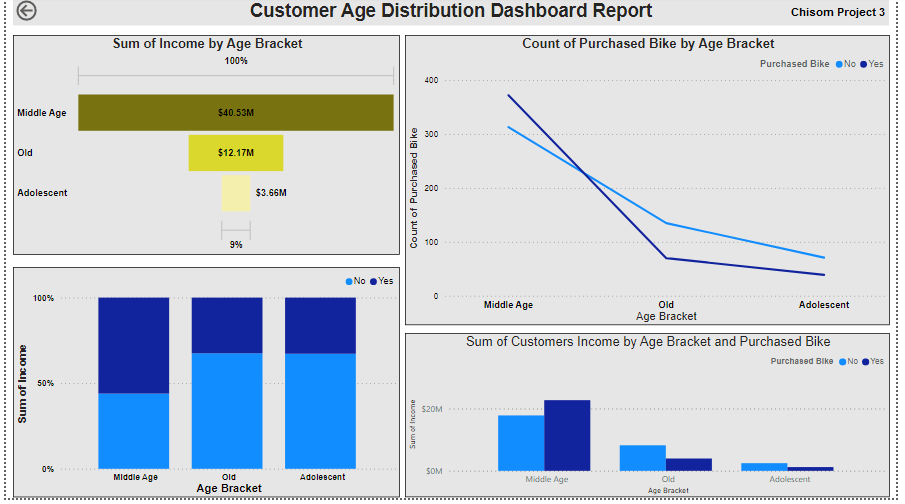 Customer Age Distribution Dashboard Report
Chisom Project 3
Sum of Income by Age Bracket
100%
Middle Age
$40.53M
Old
$12.17M
Adolescent
$3.66M
9%
Count of Purchased Bike by Age Bracket
Purchased Bike No Yes
Count of Purchased Bike
400
300
200
100
0
Middle Age Old Adolescent
Age Bracket
No Yes
Sum of Income
100%
50%
0%
Middle Age Old Adolescent
Age Bracket
Sum of Customers Income by Age Bracket and Purchased Bike
Purchased Bike No Yes
Sum of Income
$20M
$0M
Middle Age Old Adolescent
Age Bracket